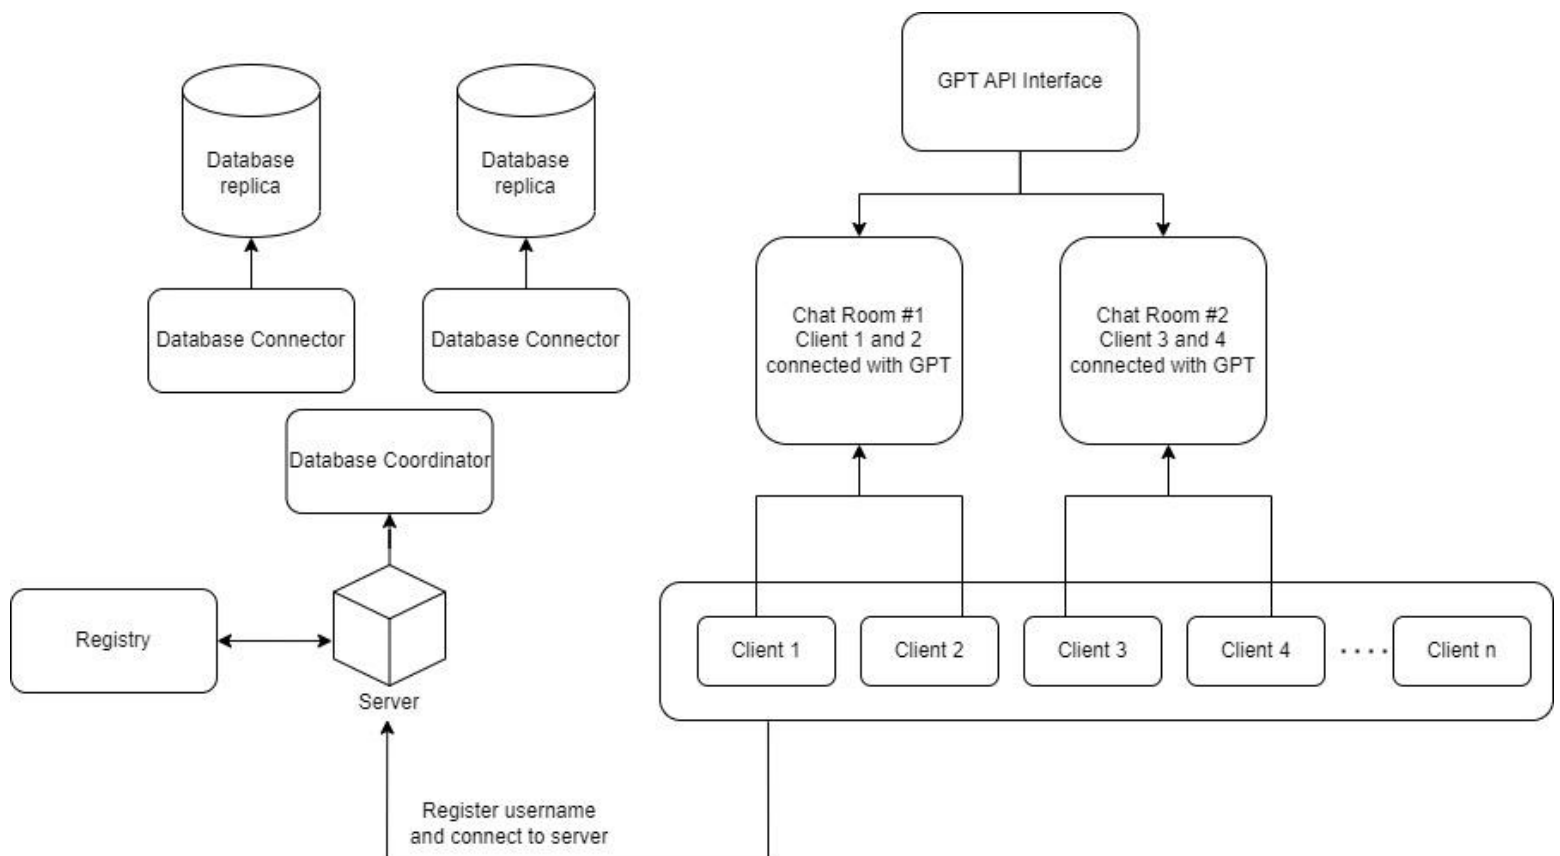 GPT API Interface
Database
replica
Database
replica
Database Connector
Database Connector
Chat Room #1
Client 1 and 2
connected with GPT
Chat Room #2
Client 3 and 4
connected with GPT
Database Coordinator
Registry
Server
Client 1
Client 2
Client 3
Client 4
....
Client n
Register username
and connect to server